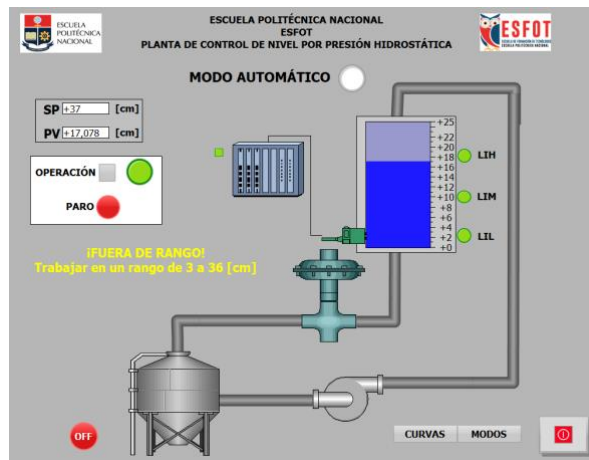 ESCUELA
POLITÉCNICA
NACIONAL
ESCUELA POLITÉCNICA NACIONAL
ESFOT
PLANTA DE CONTROL DE NIVEL POR PRESIÓN HIDROSTÁTICA
ESFOT
MODO AUTOMÁTICO
SP +37 [cm]
PV +17,078 [cm]
OPERACIÓN
PARO
¡FUERA DE RANGO!
Trabajar en un rango de 3 a 36 [cm]
+25
+22
+20
+18 LIH
+16
+14
+12
+10 LIM
+8
+6
+4
+2 LIL
+0
OFF
CURVAS MODOS